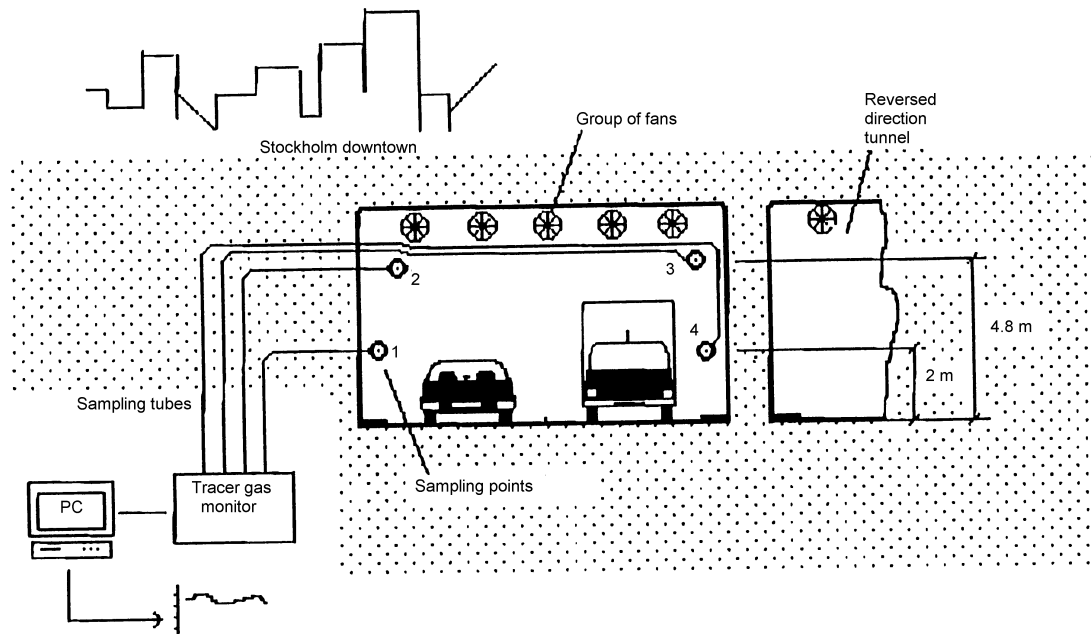 Stockholm downtown
Group of fans
Reversed
direction
tunnel
2
3
1
4
4.8 m
2 m
Sampling tubes
Sampling points
Tracer gas
monitor
PC